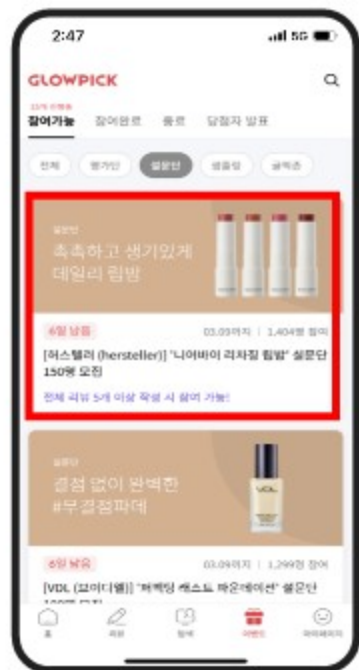 2:47
5G
GLOWPICK
참여가능 참여완료 종료 당첨자 발표
전체 평가단 설문단 샘플링 글픽존
설문단
촉촉하고 생기있게
데일리 립밤
6일 남음 03.09까지 | 1,404명 참여
[허스텔러 (hersteller)] "니어바이 리차징 립밤" 설문단
150명 모집
전체 리뷰 5개 이상 작성 시 참여 가능!
설문단
결점 없이 완벽한
#무결점파데
VDL
6일 남음 03.09까지 | 1,299명 참여
[VDL (브이디엘)] "퍼펙팅 래스트 파운데이션" 설문단
홈 리뷰 탐색 이벤트 마이페이지